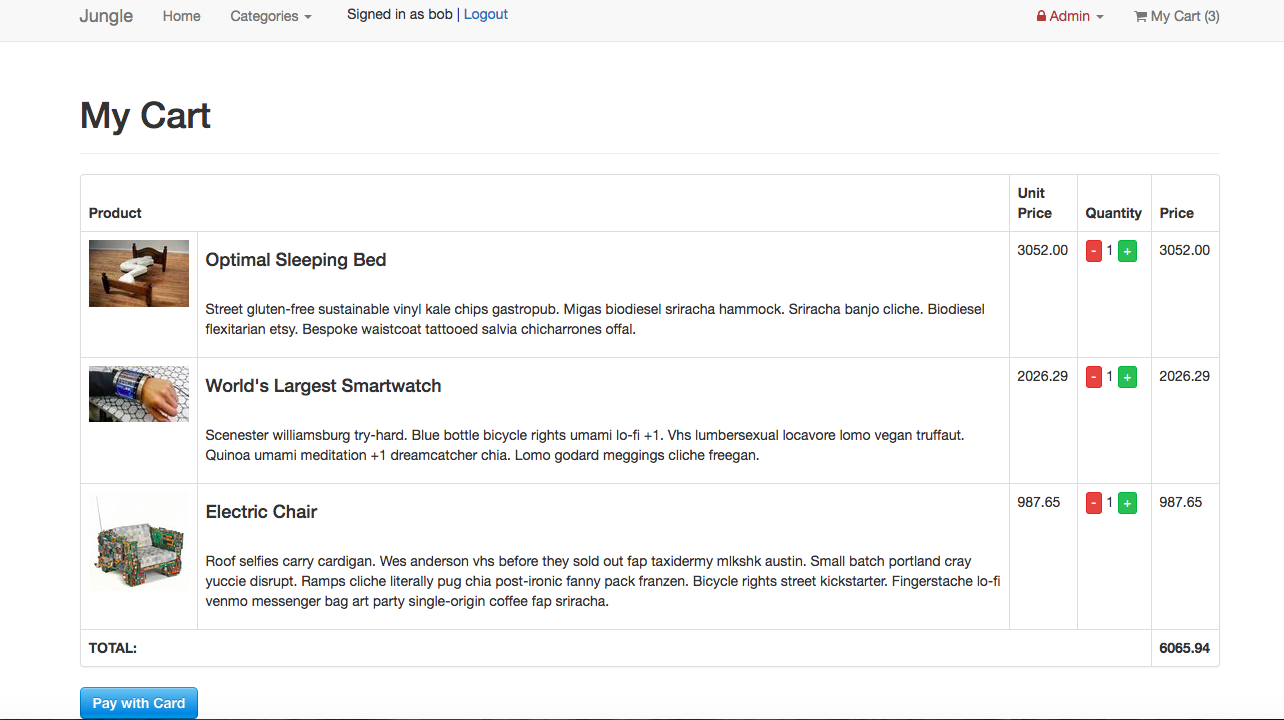 Jungle Home Categories Signed in as bob | Logout Admin My Cart (3)
My Cart
Product Unit Price Quantity Price
Optimal Sleeping Bed 3052.00 - 1 + 3052.00
Street gluten-free sustainable vinyl kale chips gastropub. Migas biodiesel sriracha hammock. Sriracha banjo cliche. Biodiesel
flexitarian etsy. Bespoke waistcoat tattooed salvia chicharrones offal.
World's Largest Smartwatch 2026.29 - 1 + 2026.29
Scenester williamsburg try-hard. Blue bottle bicycle rights umami lo-fi +1. Vhs lumbersexual locavore lomo vegan truffaut.
Quinoa umami meditation +1 dreamcatcher chia. Lomo godard meggings cliche freegan.
Electric Chair 987.65 - 1 + 987.65
Roof selfies carry cardigan. Wes anderson vhs before they sold out fap taxidermy mlkshk austin. Small batch portland cray
yuccie disrupt. Ramps cliche literally pug chia post-ironic fanny pack franzen. Bicycle rights street kickstarter. Fingerstache lo-fi
venmo messenger bag art party single-origin coffee fap sriracha.
TOTAL: 6065.94
Pay with Card